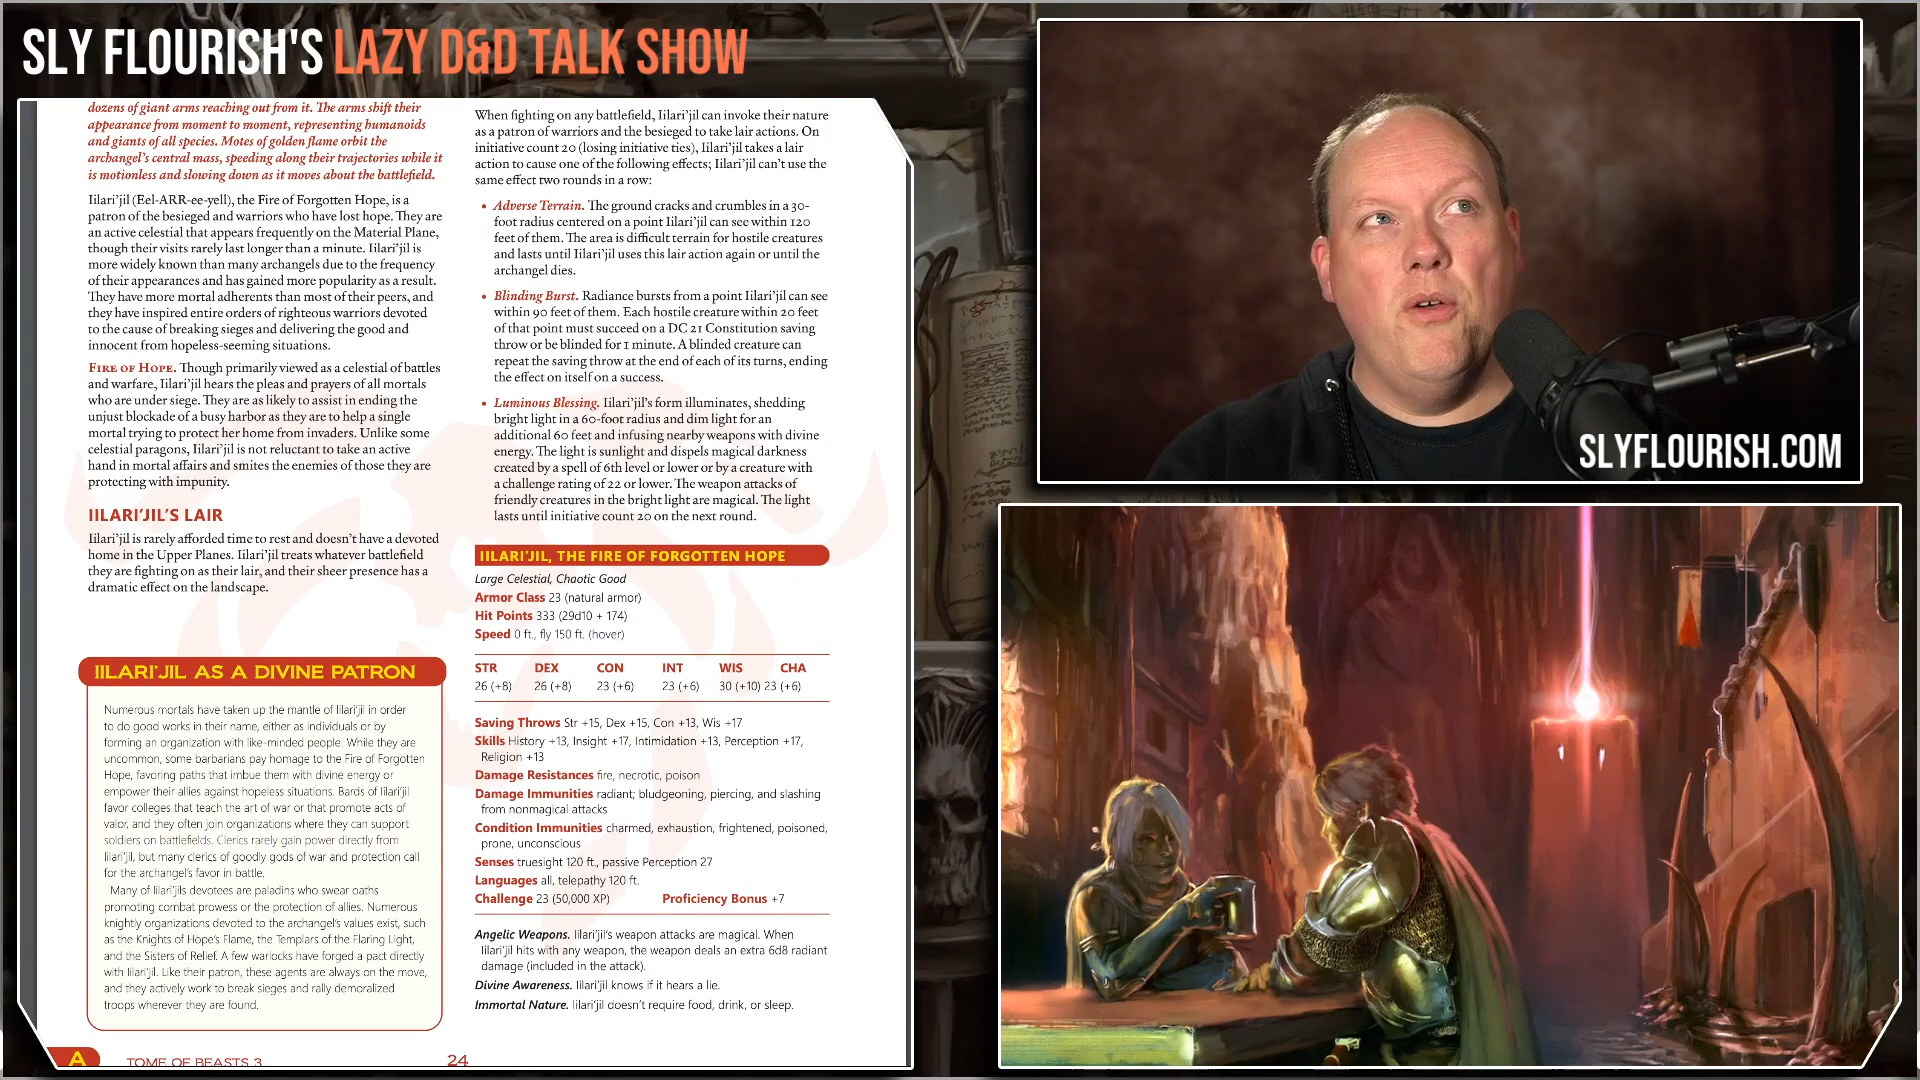 SLY FLOURISH'S LAZY D&D TALK SHOW
dozens of giant arms reaching out from it. The arms shift their
appearance from moment to moment, representing humanoids
and giants of all species. Motes of golden flame orbit the
archangel's central mass, speeding along their trajectories while it
is motionless and slowing down as it moves about the battlefield.
Iilari'jil (Eel-ARR-ee-yell), the Fire of Forgotten Hope, is a
patron of the besieged and warriors who have lost hope. They are
an active celestial that appears frequently on the Material Plane,
though their visits rarely last longer than a minute. Iilari'jil is
more widely known than many archangels due to the frequency
of their appearances and has gained more popularity as a result.
They have more mortal adherents than most of their peers, and
they have inspired entire orders of righteous warriors devoted
to the cause of breaking sieges and delivering the good and
innocent from hopeless-seeming situations.
FIRE OF HOPE. Though primarily viewed as a celestial of battles
and warfare, Iilari'jil hears the pleas and prayers of all mortals
who are under siege. They are as likely to assist in ending the
unjust blockade of a busy harbor as they are to help a single
mortal trying to protect her home from invaders. Unlike some
celestial paragons, Iilari'jil is not reluctant to take an active
hand in mortal affairs and smites the enemies of those they are
protecting with impunity.
IILARI'JIL'S LAIR
Iilari'jil is rarely afforded time to rest and doesn't have a devoted
home in the Upper Planes. Iilari'jil treats whatever battlefield
they are fighting on as their lair, and their sheer presence has a
dramatic effect on the landscape.
IILARI'JIL AS A DIVINE PATRON
Numerous mortals have taken up the mantle of Iilari'jil in order
to do good works in their name, either as individuals or by
forming an organization with like-minded people. While they are
uncommon, some barbarians pay homage to the Fire of Forgotten
Hope, favoring paths that imbue them with divine energy or
empower their allies against hopeless situations. Bards of Iilari'jil
favor colleges that teach the art of war or that promote acts of
valor, and they often join organizations where they can support
soldiers on battlefields. Clerics rarely gain power directly from
Iilari'jil, but many clerics of goodly gods of war and protection call
for the archangel's favor in battle.
Many of Iilari'jils devotees are paladins who swear oaths
promoting combat prowess or the protection of allies. Numerous
knightly organizations devoted to the archangel's values exist, such
as the Knights of Hope's Flame, the Templars of the Flaring Light,
and the Sisters of Relief. A few warlocks have forged a pact directly
with Iilari'jil. Like their patron, these agents are always on the move,
and they actively work to break sieges and rally demoralized
troops wherever they are found.
When fighting on any battlefield, Iilari'jil can invoke their nature
as a patron of warriors and the besieged to take lair actions. On
initiative count 20 (losing initiative ties), Iilari'jil takes a lair
action to cause one of the following effects; Iilari'jil can't use the
same effect two rounds in a row:
• Adverse Terrain. The ground cracks and crumbles in a 30-
foot radius centered on a point Iilari'jil can see within 120
feet of them. The area is difficult terrain for hostile creatures
and lasts until Iilari'jil uses this lair action again or until the
archangel dies.
• Blinding Burst. Radiance bursts from a point Iilari'jil can see
within 90 feet of them. Each hostile creature within 20 feet
of that point must succeed on a DC 21 Constitution saving
throw or be blinded for 1 minute. A blinded creature can
repeat the saving throw at the end of each of its turns, ending
the effect on itself on a success.
• Luminous Blessing. Iilari'jil's form illuminates, shedding
bright light in a 60-foot radius and dim light for an
additional 60 feet and infusing nearby weapons with divine
energy. The light is sunlight and dispels magical darkness
created by a spell of 6th level or lower or by a creature with
a challenge rating of 22 or lower. The weapon attacks of
friendly creatures in the bright light are magical. The light
lasts until initiative count 20 on the next round.
IILARI'JIL, THE FIRE OF FORGOTTEN HOPE
Large Celestial, Chaotic Good
Armor Class 23 (natural armor)
Hit Points 333 (29d10 + 174)
Speed 0 ft., fly 150 ft. (hover)
STR DEX CON INT WIS CHA
26 (+8) 26 (+8) 23 (+6) 23 (+6) 30 (+10) 23 (+6)
Saving Throws Str +15, Dex +15, Con +13, Wis +17
Skills History +13, Insight +17, Intimidation +13, Perception +17,
Religion +13
Damage Resistances fire, necrotic, poison
Damage Immunities radiant; bludgeoning, piercing, and slashing
from nonmagical attacks
Condition Immunities charmed, exhaustion, frightened, poisoned,
prone, unconscious
Senses truesight 120 ft., passive Perception 27
Languages all, telepathy 120 ft.
Challenge 23 (50,000 XP) Proficiency Bonus +7
Angelic Weapons. Iilari'jil's weapon attacks are magical. When
Iilari'jil hits with any weapon, the weapon deals an extra 6d8 radiant
damage (included in the attack).
Divine Awareness. Iilari'jil knows if it hears a lie.
Immortal Nature. Iilari'jil doesn't require food, drink, or sleep.
A TOME OF BEASTS 3 24
SLYFLOURISH.COM